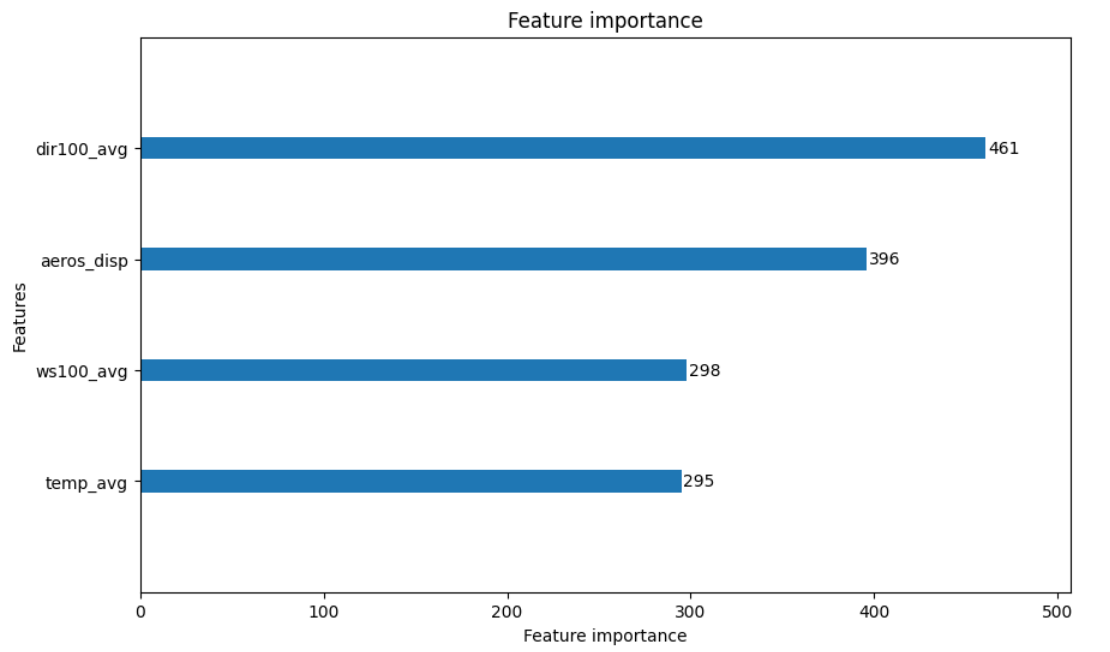 Feature importance
dir100_avg 461
aeros_disp 396
Features
ws100_avg 298
temp_avg 295
0 100 200 300 400 500
Feature importance